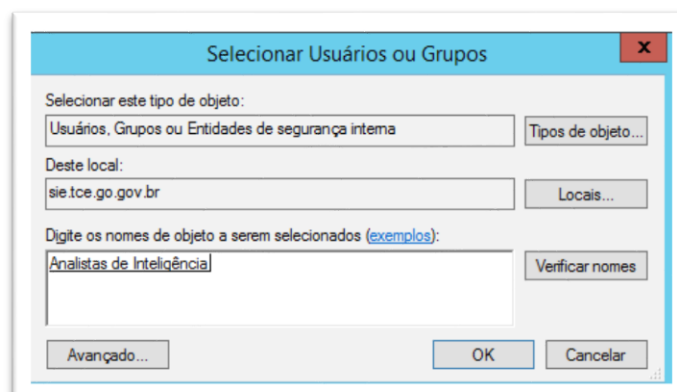 Selecionar Usuários ou Grupos
x
Selecionar este tipo de objeto:
Usuários, Grupos ou Entidades de segurança interna
Tipos de objeto...
Deste local:
sie.tce.go.gov.br
Locais...
Digite os nomes de objeto a serem selecionados (exemplos):
Analistas de Inteligência
Verificar nomes
Avançado...
OK
Cancelar